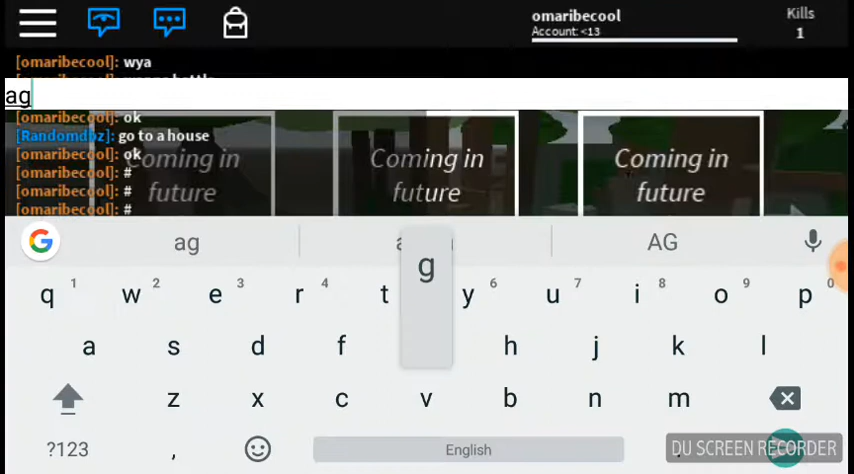 omaribecool
Account: <13
Kills
1
[omaribecool]: wya
ag
[omaribecool]: ok
[Randomdbz]: go to a house
[omaribecool]: ok
[omaribecool]: #
[omaribecool]: #
[omaribecool]: #
Coming in
future
Coming in
future
Coming in
future
G
ag
AG
g
q 1 w 2 e 3 r 4 t y 6 u 7 i 8 o 9 p 0
a s d f h j k l
z x c v b n m
?123 , English .
DU SCREEN RECORDER